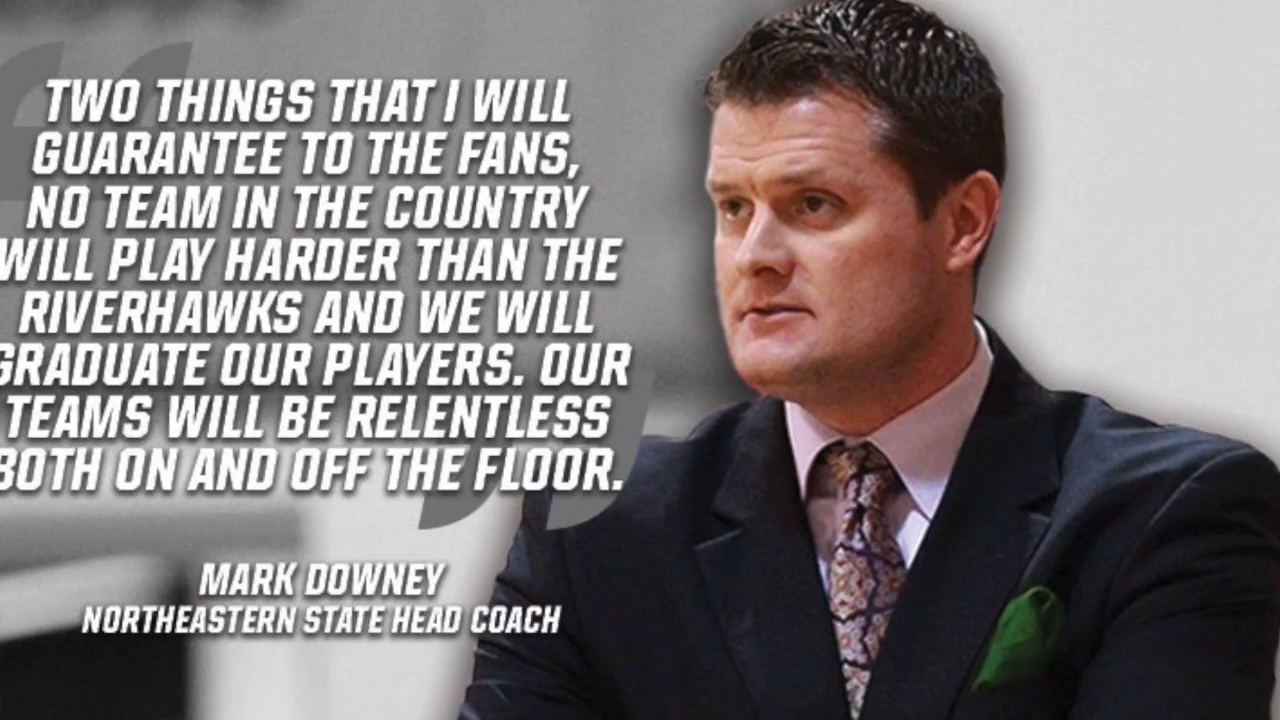 TWO THINGS THAT I WILL
GUARANTEE TO THE FANS,
NO TEAM IN THE COUNTRY
WILL PLAY HARDER THAN THE
RIVERHAWKS AND WE WILL
GRADUATE OUR PLAYERS. OUR
TEAMS WILL BE RELENTLESS
BOTH ON AND OFF THE FLOOR.
MARK DOWNEY
NORTHEASTERN STATE HEAD COACH